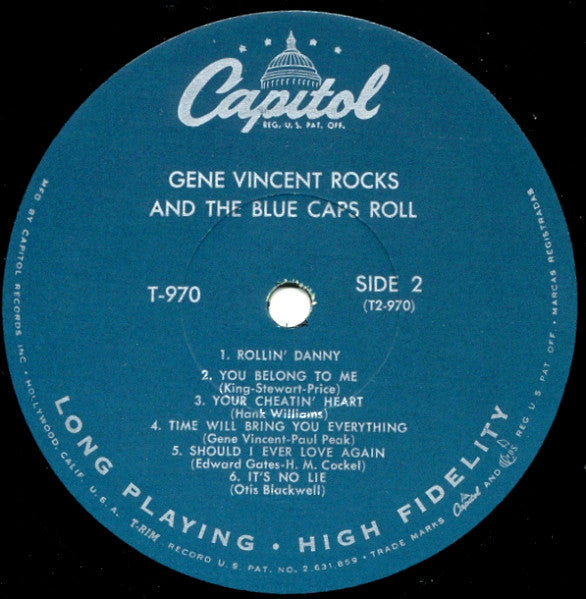 Capitol
REG. U. S. PAT. OFF.
GENE VINCENT ROCKS
AND THE BLUE CAPS ROLL
T-970
SIDE 2
(T2-970)
1. ROLLIN' DANNY
2. YOU BELONG TO ME
(King-Stewart-Price)
3. YOUR CHEATIN' HEART
(Hank Williams)
4. TIME WILL BRING YOU EVERYTHING
(Gene Vincent-Paul Peak)
5. SHOULD I EVER LOVE AGAIN
(Edward Gates-H. M. Cockel)
6. IT'S NO LIE
(Otis Blackwell)
LONG PLAYING • HIGH FIDELITY
MFD BY CAPITOL RECORDS INC • HOLLYWOOD, CALIF. U. S. A. T-RIM RECORD U.S. PAT. NO. 2,631,859 • TRADE MARKS Capitol AND REG U.S. PAT OFF. • MARCAS REGISTRADAS